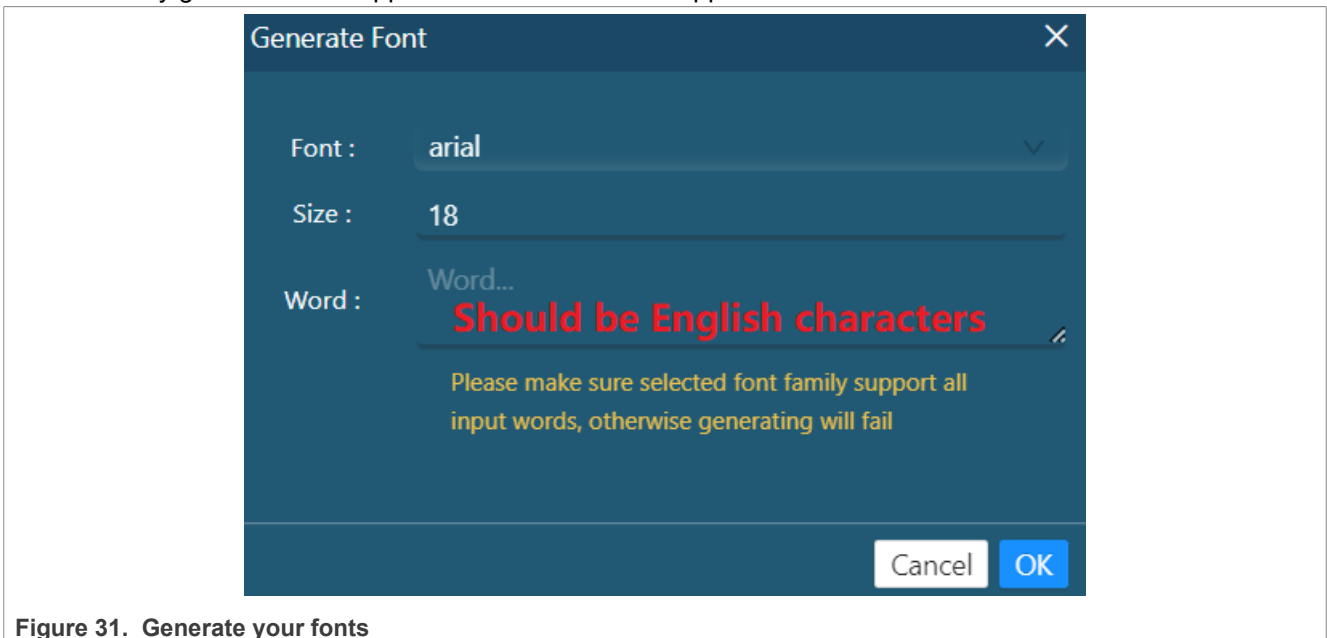 Generate Font
Font : arial
Size : 18
Word : Word...
Should be English characters
Please make sure selected font family support all
input words, otherwise generating will fail
Cancel OK
Figure 31. Generate your fonts